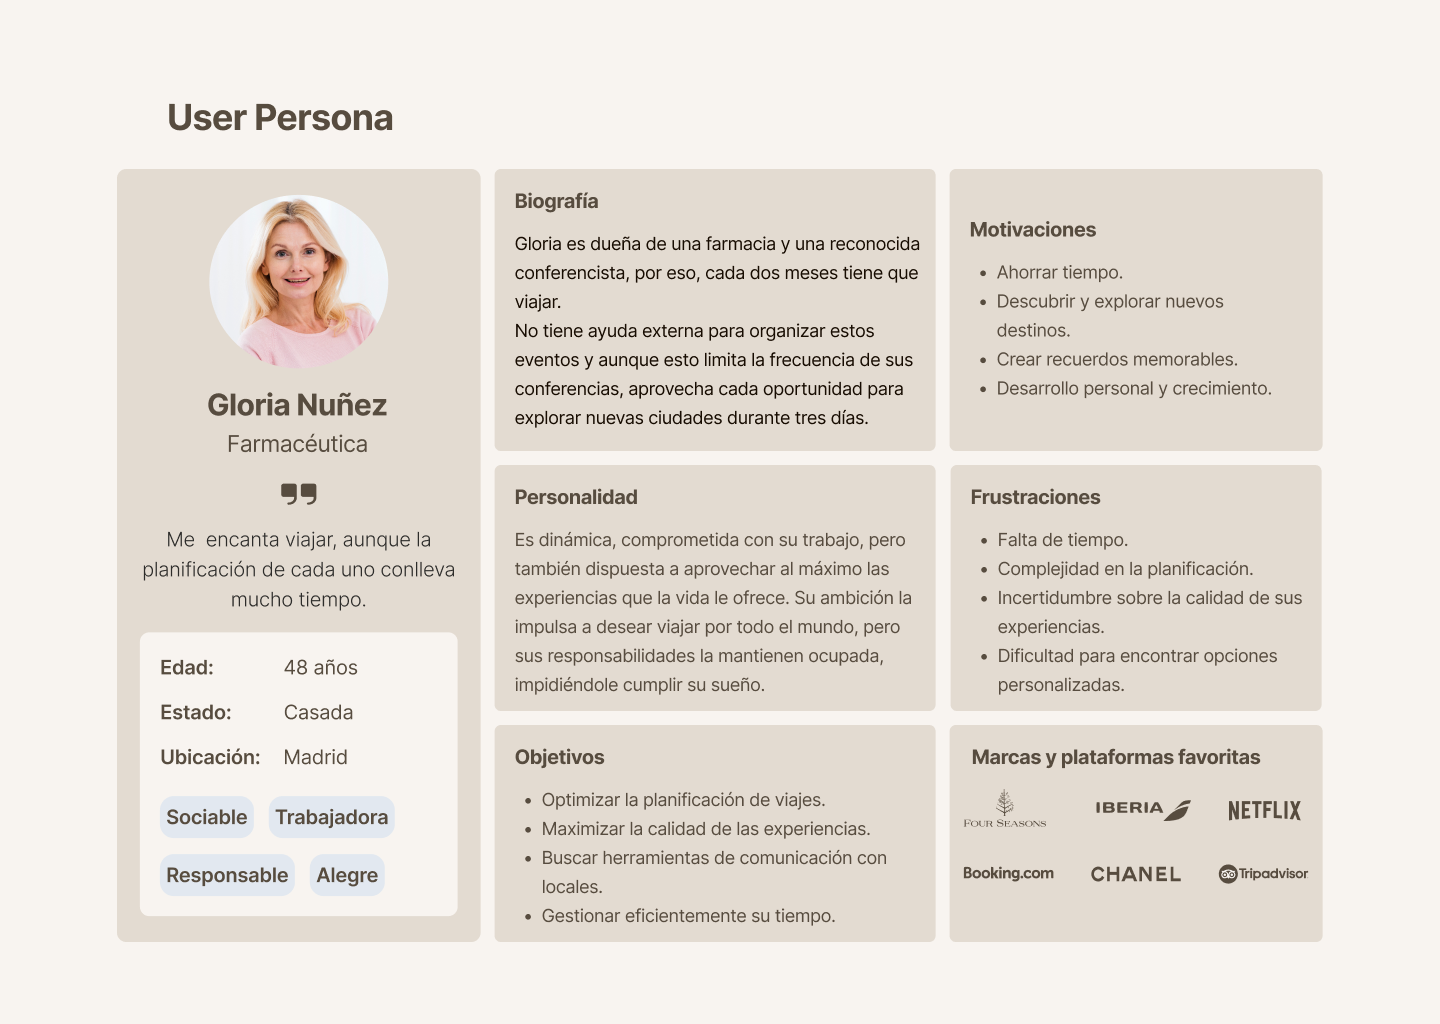 User Persona
Gloria Nuñez
Farmacéutica
Me  encanta viajar, aunque la
planificación de cada uno conlleva
mucho tiempo.
Edad: 48 años
Estado: Casada
Ubicación: Madrid
Sociable Trabajadora
Responsable Alegre
Biografía
Gloria es dueña de una farmacia y una reconocida
conferencista, por eso, cada dos meses tiene que
viajar.
No tiene ayuda externa para organizar estos
eventos y aunque esto limita la frecuencia de sus
conferencias, aprovecha cada oportunidad para
explorar nuevas ciudades durante tres días.
Motivaciones
• Ahorrar tiempo.
• Descubrir y explorar nuevos
destinos.
• Crear recuerdos memorables.
• Desarrollo personal y crecimiento.
Personalidad
Es dinámica, comprometida con su trabajo, pero
también dispuesta a aprovechar al máximo las
experiencias que la vida le ofrece. Su ambición la
impulsa a desear viajar por todo el mundo, pero
sus responsabilidades la mantienen ocupada,
impidiéndole cumplir su sueño.
Frustraciones
• Falta de tiempo.
• Complejidad en la planificación.
• Incertidumbre sobre la calidad de sus
experiencias.
• Dificultad para encontrar opciones
personalizadas.
Objetivos
• Optimizar la planificación de viajes.
• Maximizar la calidad de las experiencias.
• Buscar herramientas de comunicación con
locales.
• Gestionar eficientemente su tiempo.
Marcas y plataformas favoritas
FOUR SEASONS IBERIA NETFLIX
Booking.com CHANEL Tripadvisor